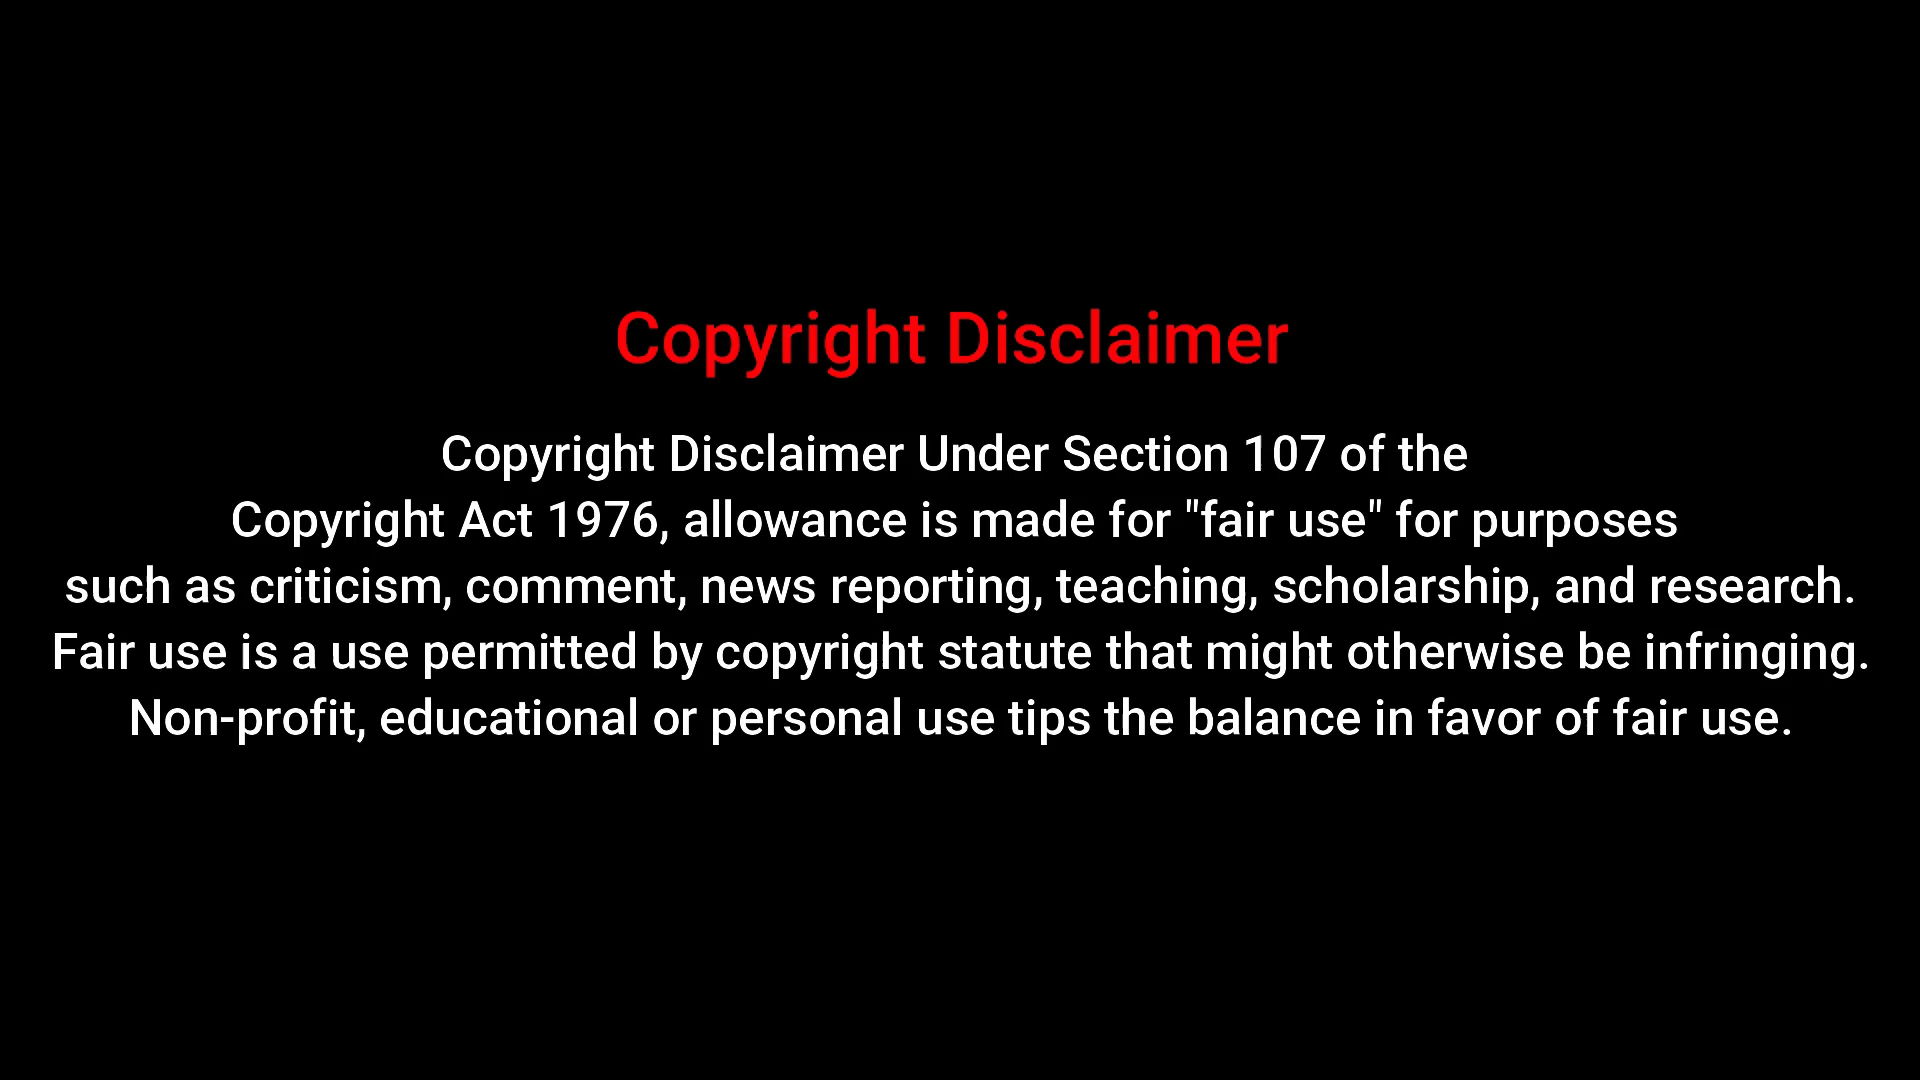 Copyright Disclaimer
Copyright Disclaimer Under Section 107 of the
Copyright Act 1976, allowance is made for "fair use" for purposes
such as criticism, comment, news reporting, teaching, scholarship, and research.
Fair use is a use permitted by copyright statute that might otherwise be infringing.
Non-profit, educational or personal use tips the balance in favor of fair use.